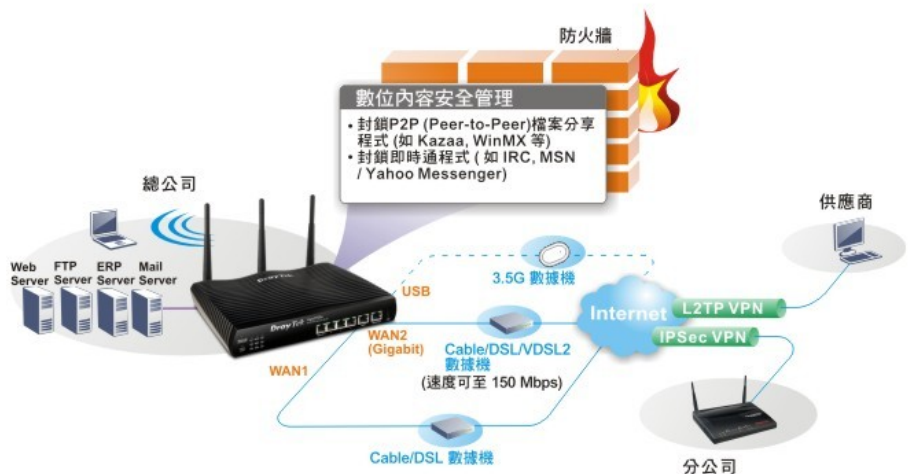 防火牆
數位內容安全管理
• 封鎖P2P (Peer-to-Peer)檔案分享
程式 (如 Kazaa, WinMX 等)
• 封鎖即時通程式 ( 如 IRC, MSN
/ Yahoo Messenger)
總公司
供應商
Web Server
FTP Server
ERP Server
Mail Server
DrayTek
USB
3.5G 數據機
Internet
L2TP VPN
IPSec VPN
WAN2
(Gigabit)
Cable/DSL/VDSL2
數據機
(速度可至 150 Mbps)
WAN1
Cable/DSL 數據機
分公司